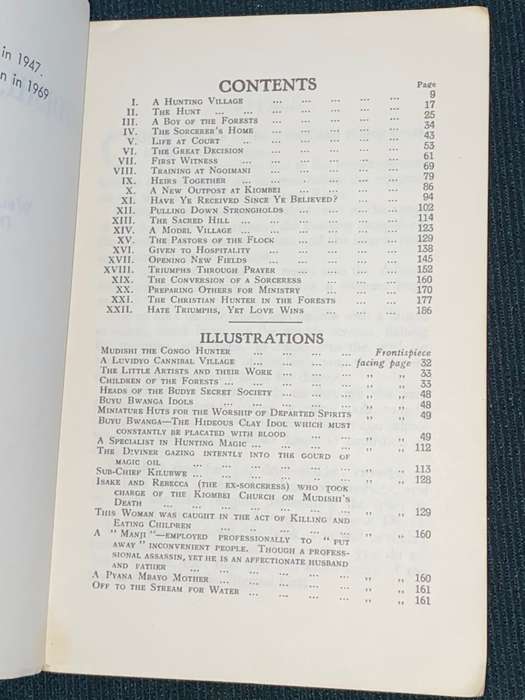 in 1947.
n in 1969
CONTENTS
Page
I. A Hunting Village ... ... ... ... ... 9
II. The Hunt ... ... ... ... ... ... 17
III. A Boy of the Forests ... ... ... ... ... 25
IV. The Sorcerer's Home ... ... ... ... ... 34
V. Life at Court ... ... ... ... ... ... 43
VI. The Great Decision ... ... ... ... ... 53
VII. First Witness ... ... ... ... ... ... 61
VIII. Training at Ngoimani ... ... ... ... 69
IX. Heirs Together ... ... ... ... ... ... 79
X. A New Outpost at Kiombei ... ... ... ... 86
XI. Have Ye Received Since Ye Believed? ... ... ... 94
XII. Pulling Down Strongholds ... ... ... ... 102
XIII. The Sacred Hill ... ... ... ... ... 114
XIV. A Model Village ... ... ... ... ... ... 123
XV. The Pastors of the Flock ... ... ... ... 129
XVI. Given to Hospitality ... ... ... ... ... 138
XVII. Opening New Fields ... ... ... ... ... 145
XVIII. Triumphs Through Prayer ... ... ... ... 152
XIX. The Conversion of a Sorceress ... ... ... 160
XX. Preparing Others for Ministry ... ... ... 170
XXI. The Christian Hunter in the Forests ... ... 177
XXII. Hate Triumphs, Yet Love Wins ... ... ... 186
ILLUSTRATIONS
Mudishi the Congo Hunter ... ... ... ... Frontispiece
A Luvidyo Cannibal Village ... ... ... ... facing page 32
The Little Artists and their Work ... ... ... „ „ 33
Children of the Forests ... ... ... ... ... „ „ 33
Heads of the Budye Secret Society ... ... ... „ „ 48
Buyu Bwanga Idols ... ... ... ... ... „ „ 48
Miniature Huts for the Worship of Departed Spirits „ „ 49
Buyu Bwanga—The Hideous Clay Idol which must
constantly be placated with blood ... ... „ „ 49
A Specialist in Hunting Magic ... ... ... ... „ „ 112
The Diviner gazing intently into the gourd of
magic oil ... ... ... ... ... ... „ „ 113
Sub-Chief Kilubwe ... ... ... ... ... ... „ „ 128
Isake and Rebecca (the ex-sorceress) who took
charge of the Kiombei Church on Mudishi's
Death ... ... ... ... ... ... ... „ „ 129
This Woman was caught in the act of Killing and
Eating Children ... ... ... ... ... „ „ 160
A "Manji"—employed professionally to "put
away" inconvenient people. Though a profes-
sional assassin, yet he is an affectionate husband
and father ... ... ... ... ... ... „ „ 160
A Pyana Mbayo Mother ... ... ... ... ... „ „ 161
Off to the Stream for Water ... ... ... ... „ „ 161